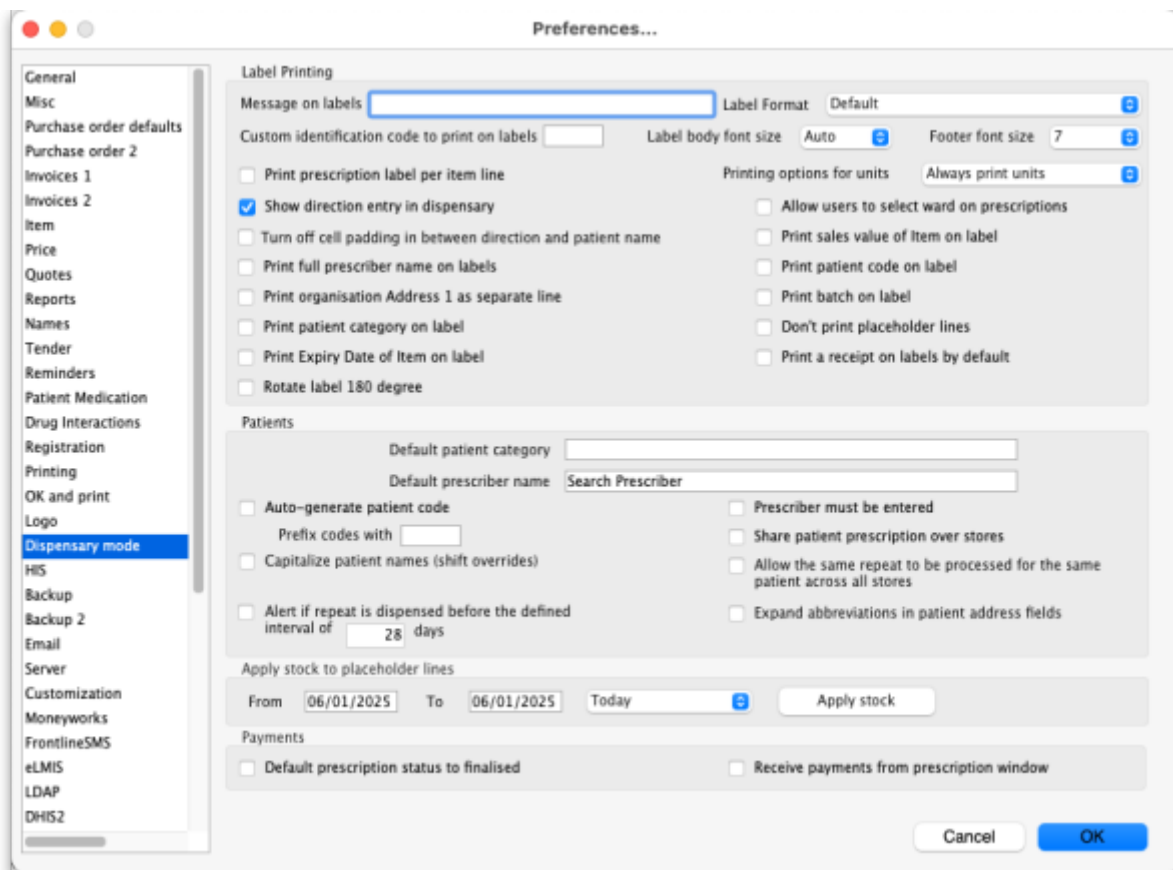 Preferences...
General
Misc
Purchase order defaults
Purchase order 2
Invoices 1
Invoices 2
Item
Price
Quotes
Reports
Names
Tender
Reminders
Patient Medication
Drug Interactions
Registration
Printing
OK and print
Logo
Dispensary mode
HIS
Backup
Backup 2
Email
Server
Customization
Moneyworks
FrontlineSMS
eLMIS
LDAP
DHIS2
Label Printing
Message on labels Label Format Default
Custom identification code to print on labels Label body font size Auto Footer font size 7
Print prescription label per item line Printing options for units Always print units
Show direction entry in dispensary Allow users to select ward on prescriptions
Turn off cell padding in between direction and patient name Print sales value of Item on label
Print full prescriber name on labels Print patient code on label
Print organisation Address 1 as separate line Print batch on label
Print patient category on label Don't print placeholder lines
Print Expiry Date of Item on label Print a receipt on labels by default
Rotate label 180 degree
Patients
Default patient category
Default prescriber name Search Prescriber
Auto-generate patient code Prescriber must be entered
Prefix codes with Share patient prescription over stores
Capitalize patient names (shift overrides) Allow the same repeat to be processed for the same
patient across all stores
Alert if repeat is dispensed before the defined Expand abbreviations in patient address fields
interval of 28 days
Apply stock to placeholder lines
From 06/01/2025 To 06/01/2025 Today Apply stock
Payments
Default prescription status to finalised Receive payments from prescription window
Cancel OK